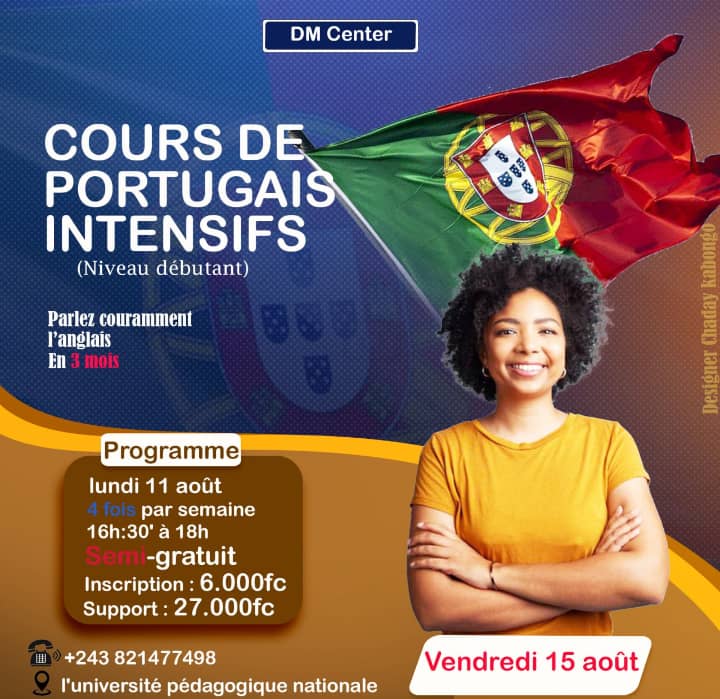 DM Center
COURS DE
PORTUGAIS
INTENSIFS
(Niveau débutant)
Parlez couramment
l'anglais
En 3 mois
Programme
lundi 11 août
4 fois par semaine
16h:30' à 18h
Semi-gratuit
Inscription : 6.000fc
Support : 27.000fc
+243 821477498
l'université pédagogique nationale
Vendredi 15 août
Designer Chaday kabongo